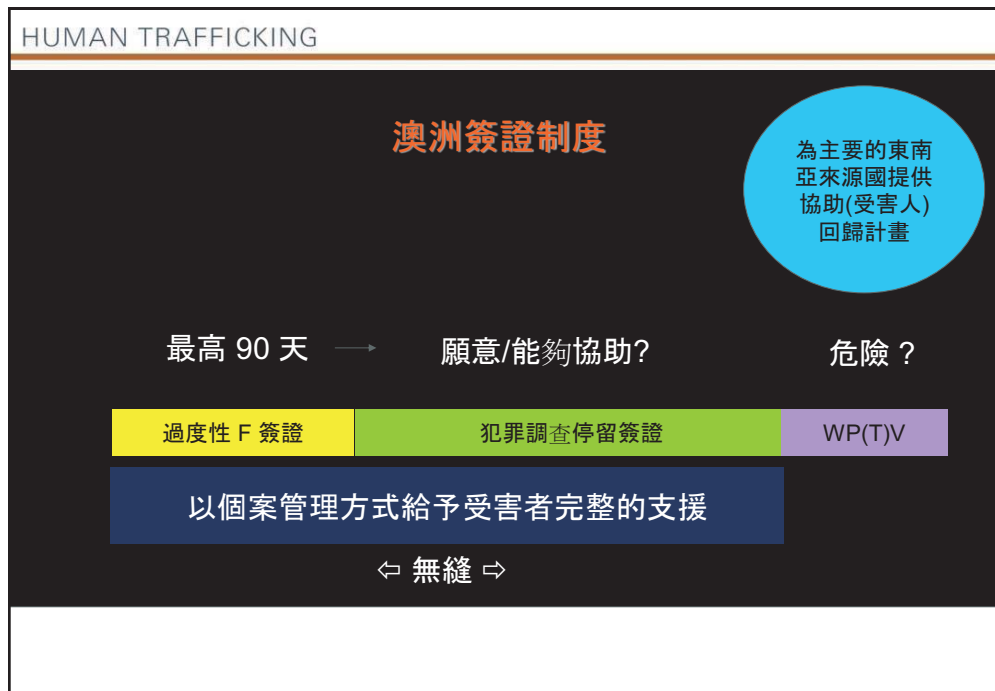 HUMAN TRAFFICKING
澳洲簽證制度
為主要的東南
亞來源國提供
協助(受害人)
回歸計畫
最高 90 天 → 願意/能夠協助? 危險 ?
過度性 F 簽證 犯罪調查停留簽證 WP(T)V
以個案管理方式給予受害者完整的支援
⇦ 無縫 ⇨